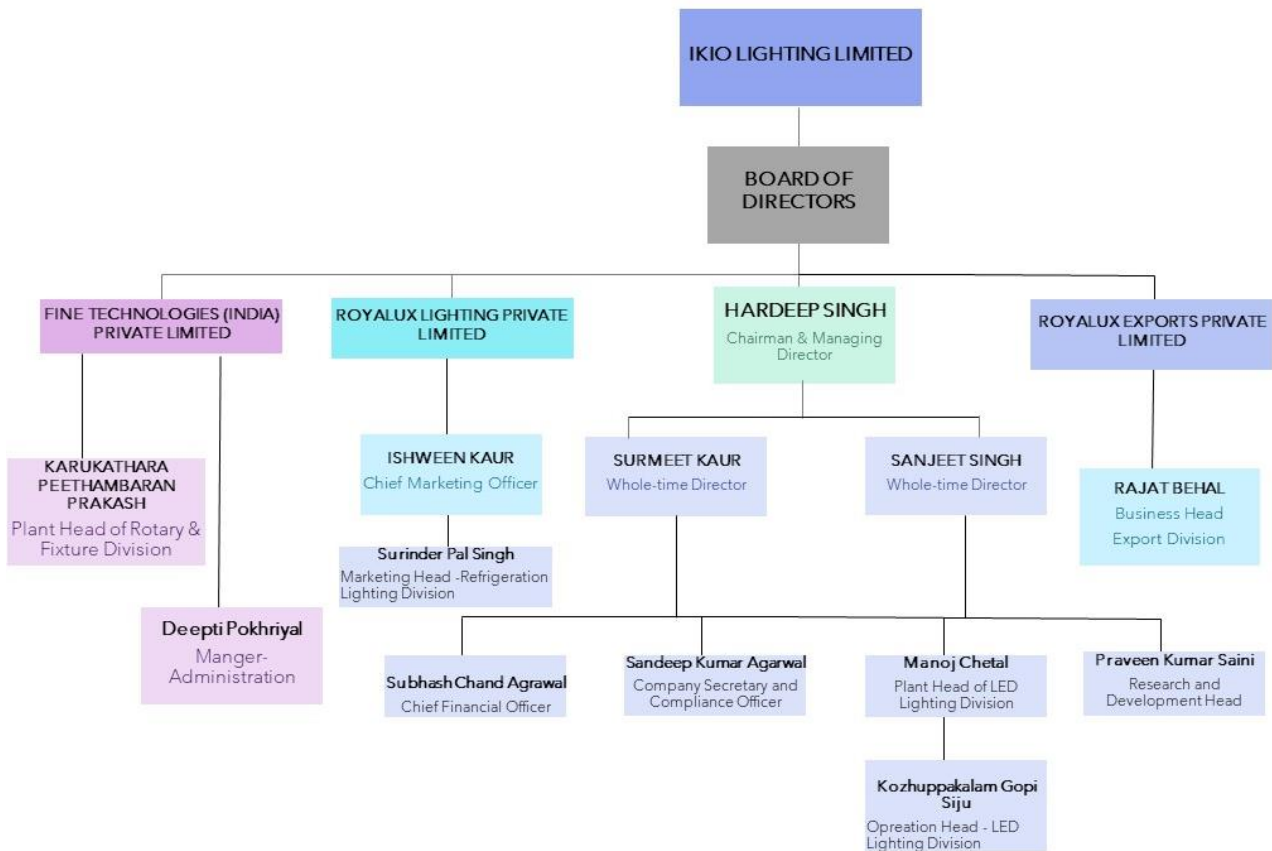 IKIO LIGHTING LIMITED
BOARD OF
DIRECTORS
FINE TECHNOLOGIES (INDIA)
PRIVATE LIMITED
ROYALUX LIGHTING PRIVATE
LIMITED
HARDEEP SINGH
Chairman & Managing
Director
ROYALUX EXPORTS PRIVATE
LIMITED
KARUKATHARA
PEETHAMBARAN
PRAKASH
Plant Head of Rotary &
Fixture Division
ISHWEEN KAUR
Chief Marketing Officer
SURMEET KAUR
Whole-time Director
SANJEET SINGH
Whole-time Director
RAJAT BEHAL
Business Head
Export Division
Surinder Pal Singh
Marketing Head -Refrigeration
Lighting Division
Deepti Pokhriyal
Manger-
Administration
Subhash Chand Agrawal
Chief Financial Officer
Sandeep Kumar Agarwal
Company Secretary and
Compliance Officer
Manoj Chetal
Plant Head of LED
Lighting Division
Praveen Kumar Saini
Research and
Development Head
Kozhuppakalam Gopi
Siju
Opreation Head - LED
Lighting Division